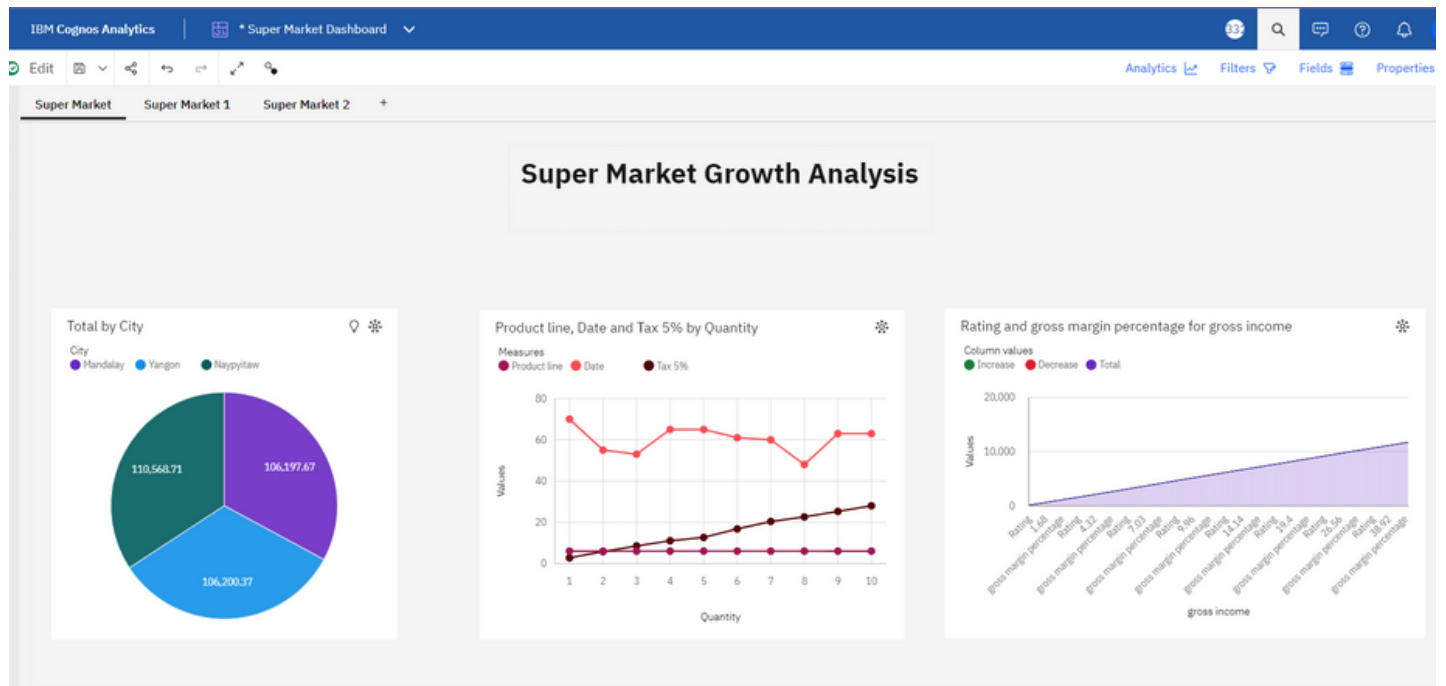 IBM Cognos Analytics
* Super Market Dashboard
Edit
Analytics Filters Fields Properties
Super Market Super Market 1 Super Market 2 +
Super Market Growth Analysis
Total by City
City
Mandalay Yangon Naypyitaw
110,568.71
106,197.67
106,200.37
Product line, Date and Tax 5% by Quantity
Measures
Product line Date Tax 5%
80
60
40
20
0
Values
1 2 3 4 5 6 7 8 9 10
Quantity
Rating and gross margin percentage for gross income
Column values
Increase Decrease Total
20,000
10,000
0
Values
Rating
1.68
gross margin percentage
Rating
4.32
gross margin percentage
Rating
7.03
gross margin percentage
Rating
9.96
gross margin percentage
Rating
14.14
gross margin percentage
Rating
19.4
gross margin percentage
Rating
26.56
gross margin percentage
Rating
38.92
gross margin percentage
gross income